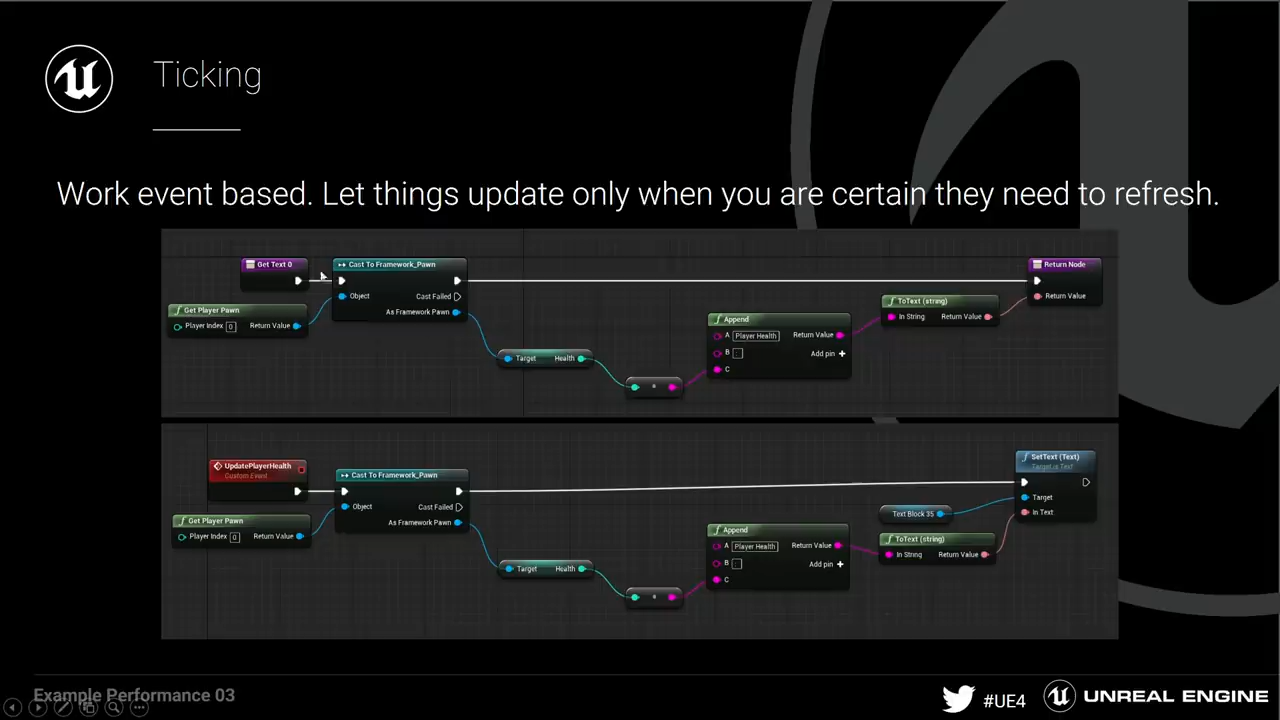 Ticking
Work event based. Let things update only when you are certain they need to refresh.
Get Text 0
Cast To Framework_Pawn
Return Node
Object
Cast Failed
Return Value
As Framework Pawn
Get Player Pawn
Player Index 0
Return Value
Target
Health
Append
A Player Health
Return Value
B :
Add pin +
C
ToText (string)
In String
Return Value
UpdatePlayerHealth
Custom Event
Cast To Framework_Pawn
Object
Cast Failed
As Framework Pawn
Get Player Pawn
Player Index 0
Return Value
Target
Health
Append
A Player Health
Return Value
B :
Add pin +
C
Text Block 35
ToText (string)
In String
Return Value
SetText (Text)
Target is Text
Target
In Text
Example Performance 03
#UE4
UNREAL ENGINE